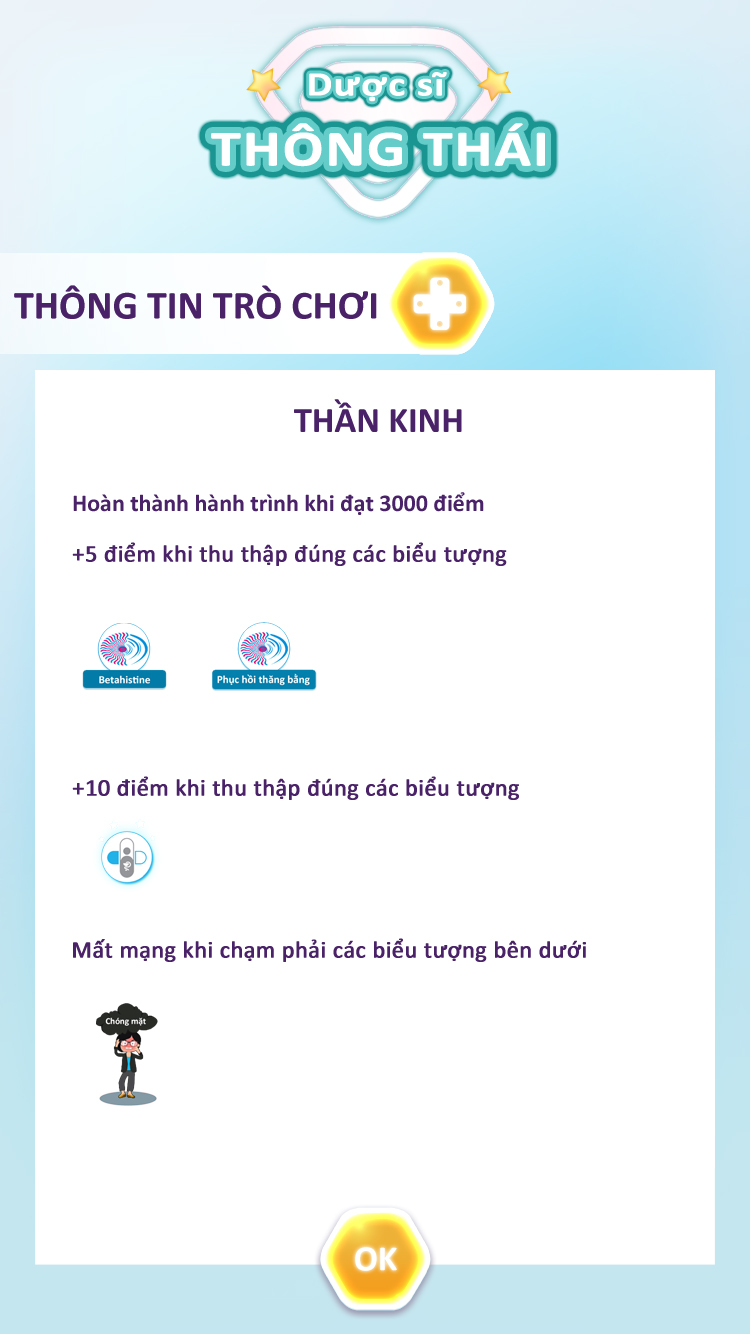 Dược sĩ
THÔNG THÁI
THÔNG TIN TRÒ CHƠI
THẦN KINH
Hoàn thành hành trình khi đạt 3000 điểm
+5 điểm khi thu thập đúng các biểu tượng
Betahistine
Phục hồi thăng bằng
+10 điểm khi thu thập đúng các biểu tượng
Mất mạng khi chạm phải các biểu tượng bên dưới
Chóng mặt
OK